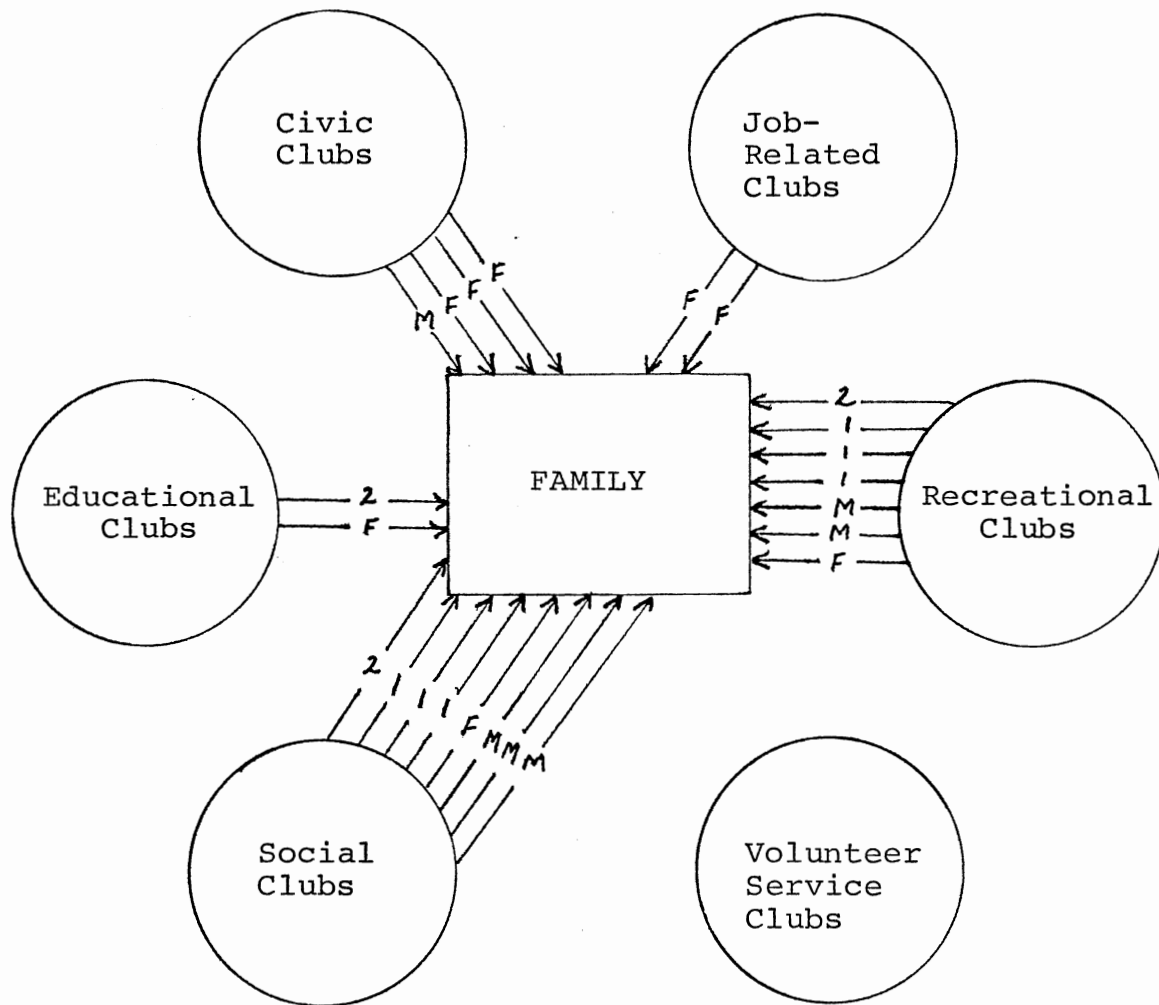 Civic
Clubs
Job-
Related
Clubs
F
F
F
M
F
F
2
1
1
1
M
M
F
FAMILY
Educational
Clubs
2
F
Recreational
Clubs
2
1
1
1
F
M
M
M
Social
Clubs
Volunteer
Service
Clubs